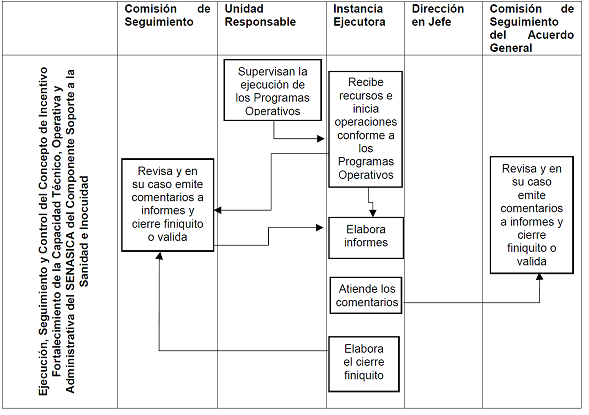 Comisión de
Seguimiento
Unidad
Responsable
Instancia
Ejecutora
Dirección
en Jefe
Comisión de
Seguimiento
del Acuerdo
General
Ejecución, Seguimiento y Control del Concepto de Incentivo
Fortalecimiento de la Capacidad Técnico, Operativa y
Administrativa del SENASICA del Componente Soporte a la
Sanidad e Inocuidad
Supervisan la
ejecución de
los Programas
Operativos
Recibe
recursos e
inicia
operaciones
conforme a
los
Programas
Operativos
Revisa y en
su caso emite
comentarios a
informes y
cierre finiquito
o valida
Elabora
informes
Revisa y en
su caso
emite
comentarios
a informes y
cierre
finiquito o
valida
Atiende los
comentarios
Elabora
el cierre
finiquito